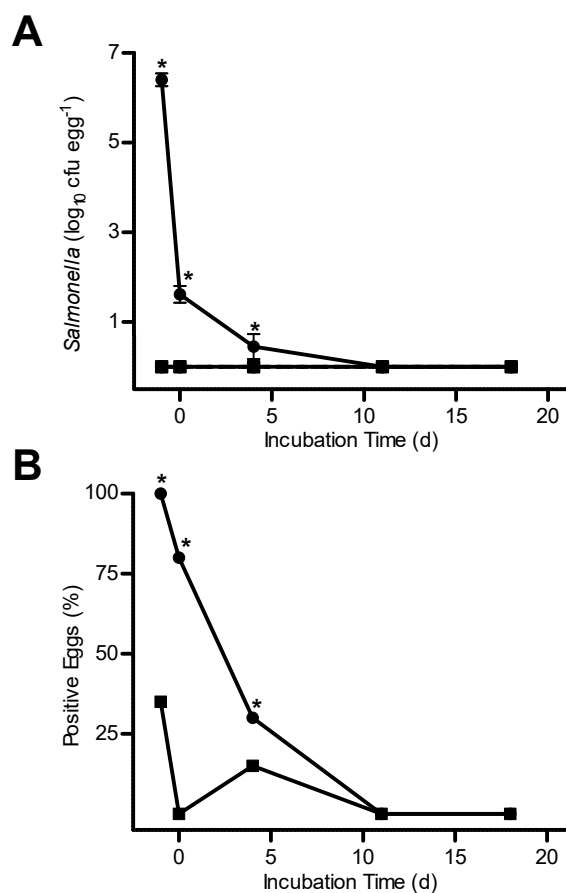 A
7
*
5
Salmonella (log₁₀ cfu egg⁻¹)
3
*
*
1
0 5 10 15 20
Incubation Time (d)
B
100
*
*
75
Positive Eggs (%)
50
*
25
0 5 10 15 20
Incubation Time (d)